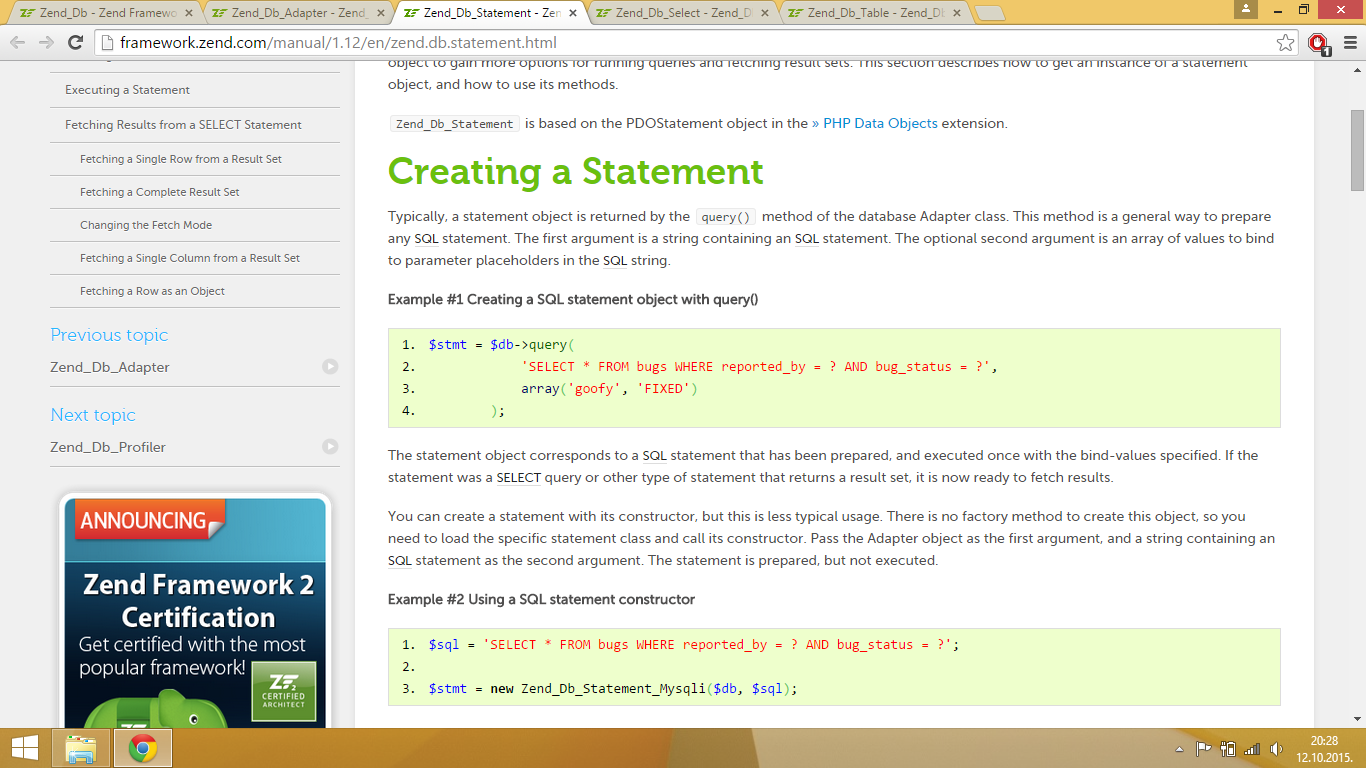 Zend_Db - Zend Framewo
Zend_Db_Adapter - Zend_
Zend_Db_Statement - Zen
Zend_Db_Select - Zend_D
Zend_Db_Table - Zend_Db
framework.zend.com/manual/1.12/en/zend.db.statement.html
1
Executing a Statement
Fetching Results from a SELECT Statement
Fetching a Single Row from a Result Set
Fetching a Complete Result Set
Changing the Fetch Mode
Fetching a Single Column from a Result Set
Fetching a Row as an Object
Previous topic
Zend_Db_Adapter
Next topic
Zend_Db_Profiler
ANNOUNCING
Zend Framework 2
Certification
Get certified with the most
popular framework!
ZF2
CERTIFIED
ARCHITECT
object to gain more options for running queries and fetching result sets. This section describes how to get an instance of a statement
object, and how to use its methods.
Zend_Db_Statement is based on the PDOStatement object in the » PHP Data Objects extension.
Creating a Statement
Typically, a statement object is returned by the query() method of the database Adapter class. This method is a general way to prepare
any SQL statement. The first argument is a string containing an SQL statement. The optional second argument is an array of values to bind
to parameter placeholders in the SQL string.
Example #1 Creating a SQL statement object with query()
1. $stmt = $db->query(
2. 'SELECT * FROM bugs WHERE reported_by = ? AND bug_status = ?',
3. array('goofy', 'FIXED')
4. );
The statement object corresponds to a SQL statement that has been prepared, and executed once with the bind-values specified. If the
statement was a SELECT query or other type of statement that returns a result set, it is now ready to fetch results.
You can create a statement with its constructor, but this is less typical usage. There is no factory method to create this object, so you
need to load the specific statement class and call its constructor. Pass the Adapter object as the first argument, and a string containing an
SQL statement as the second argument. The statement is prepared, but not executed.
Example #2 Using a SQL statement constructor
1. $sql = 'SELECT * FROM bugs WHERE reported_by = ? AND bug_status = ?';
2.
3. $stmt = new Zend_Db_Statement_Mysqli($db, $sql);
20:28
12.10.2015.